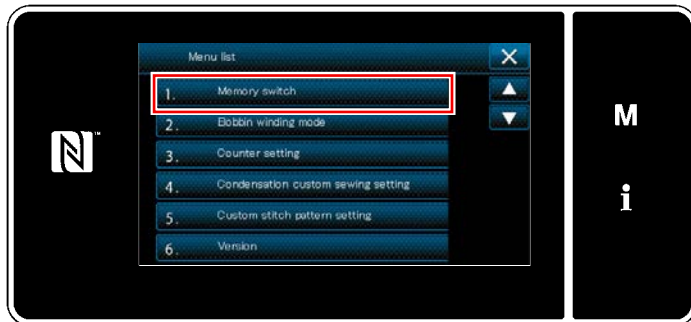 Menu list
1. Memory switch
2. Bobbin winding mode
3. Counter setting
4. Condensation custom sewing setting
5. Custom stitch pattern setting
6. Version
M
i